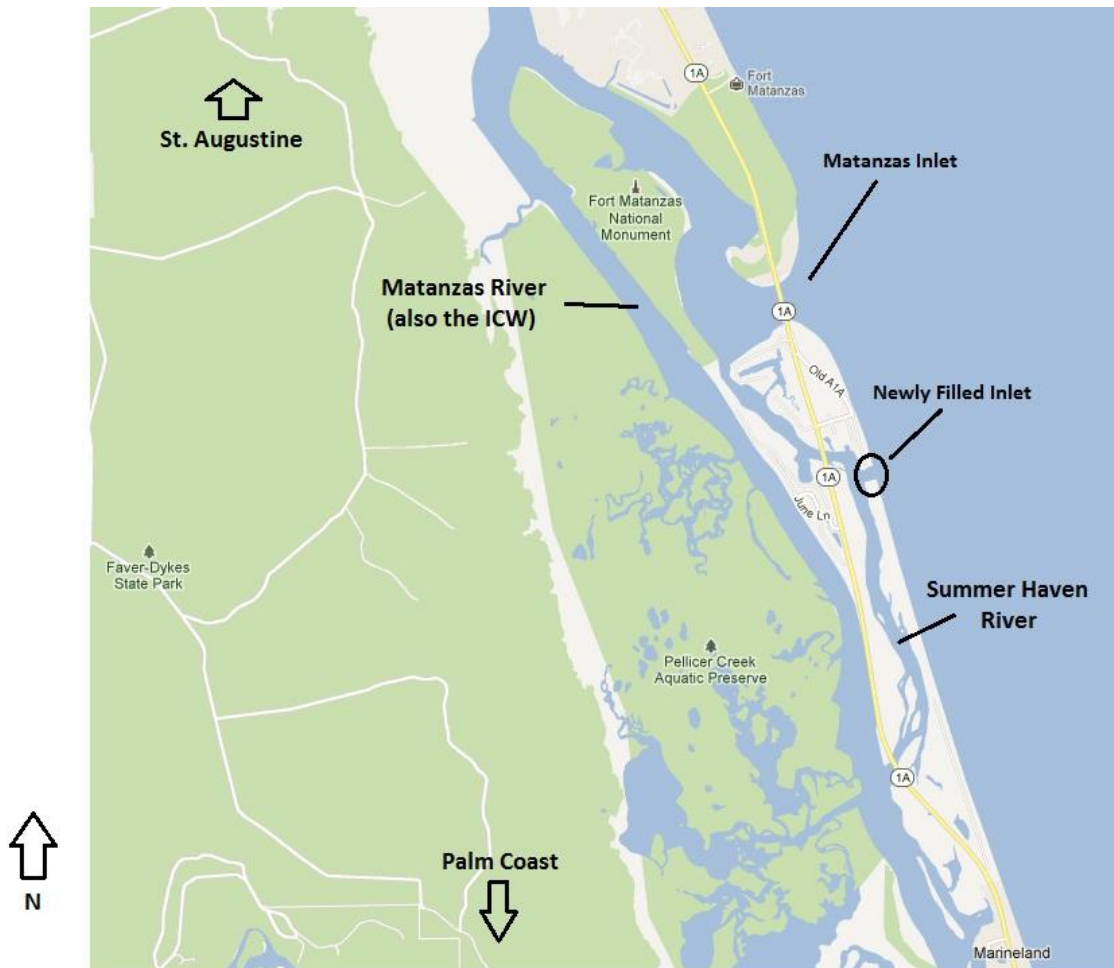 1A
Fort
Matanzas
St. Augustine
Matanzas Inlet
Fort Matanzas
National
Monument
Matanzas River
(also the ICW)
1A
Old A1A
Newly Filled Inlet
1A
June Ln
Faver-Dykes
State Park
Summer Haven
River
Pellicer Creek
Aquatic Preserve
1A
Palm Coast
N
Marineland